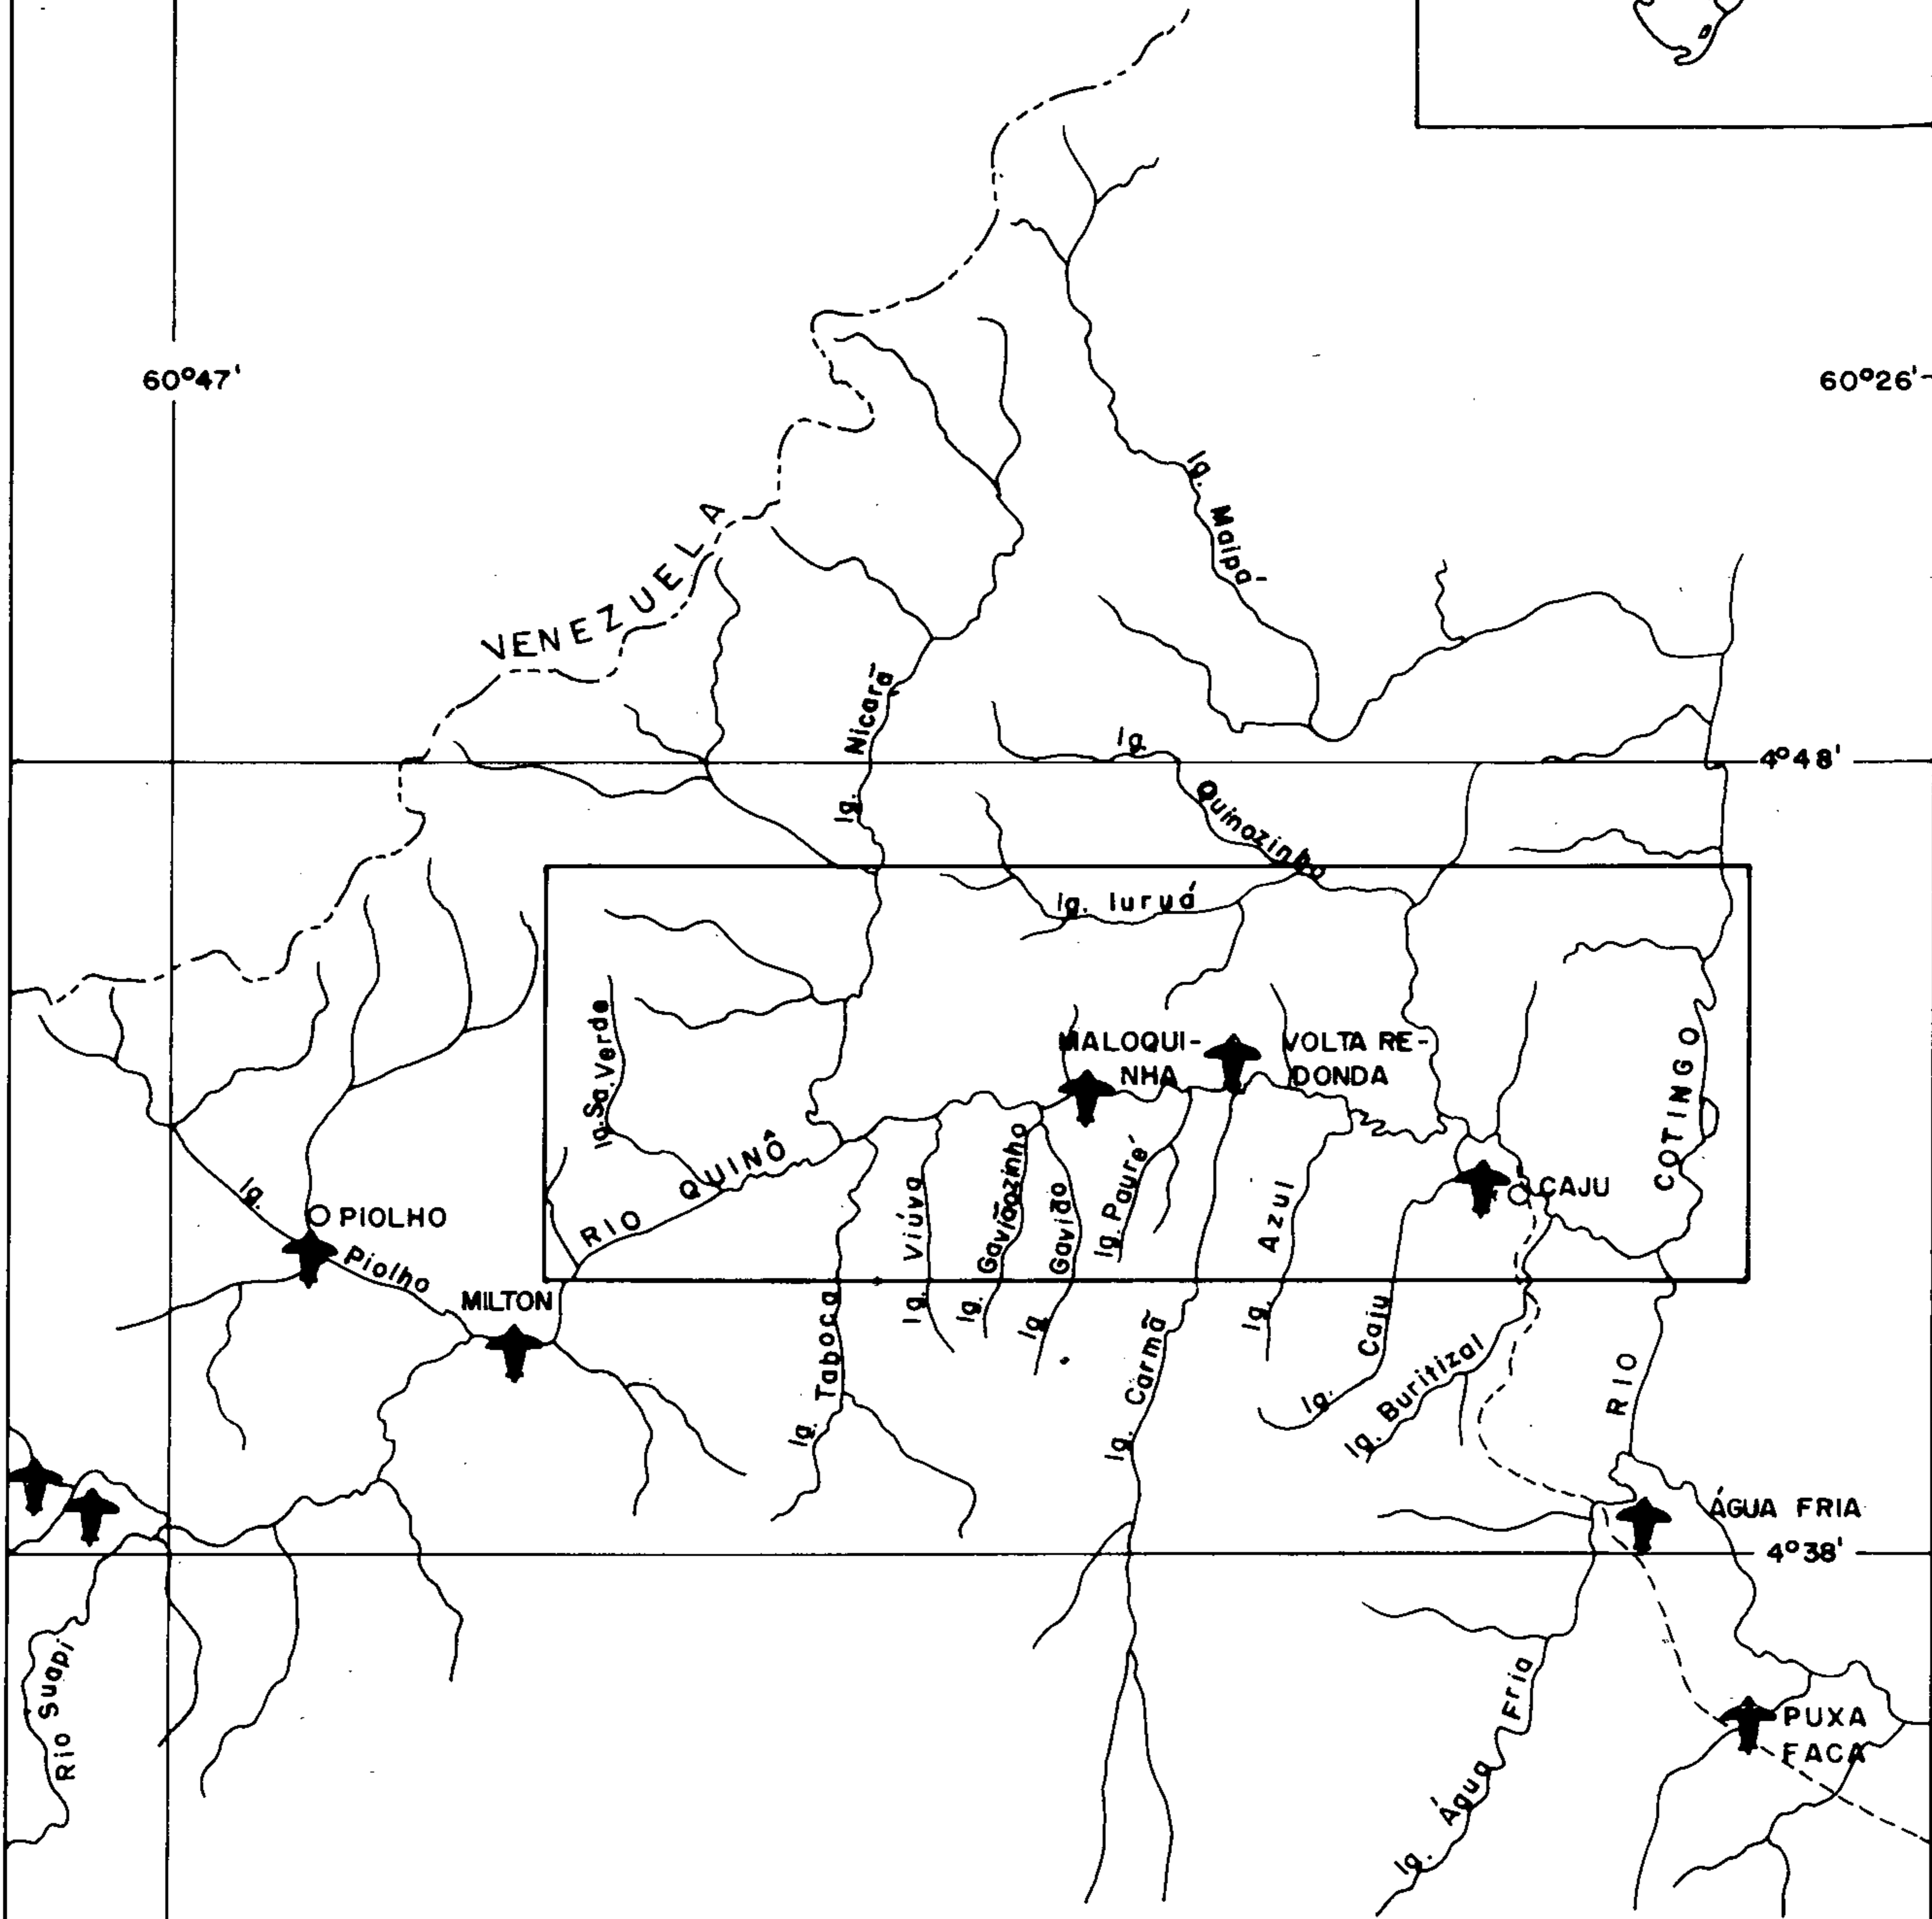 60°47'
60°26'
Ig. Maipá
VENEZUELA
Ig. Nicarã
Ig. Quinozinho
4°48'
Ig. Iuruá
Ig. Sa. Verde
MALOQUI-
NHA
VOLTA RE-
DONDA
RIO COTINGO
RIO QUINÔ
CAJU
PIOLHO
Ig. Piolho
MILTON
Ig. Taboca
Ig. Viúva
Ig. Gaviãozinho
Ig. Gavião
Ig. Pauré
Ig. Carmã
Ig. Azul
Ig. Caju
Ig. Buritizal
ÁGUA FRIA
4°38'
Rio Suapi
Ig. Água Fria
PUXA
FACA